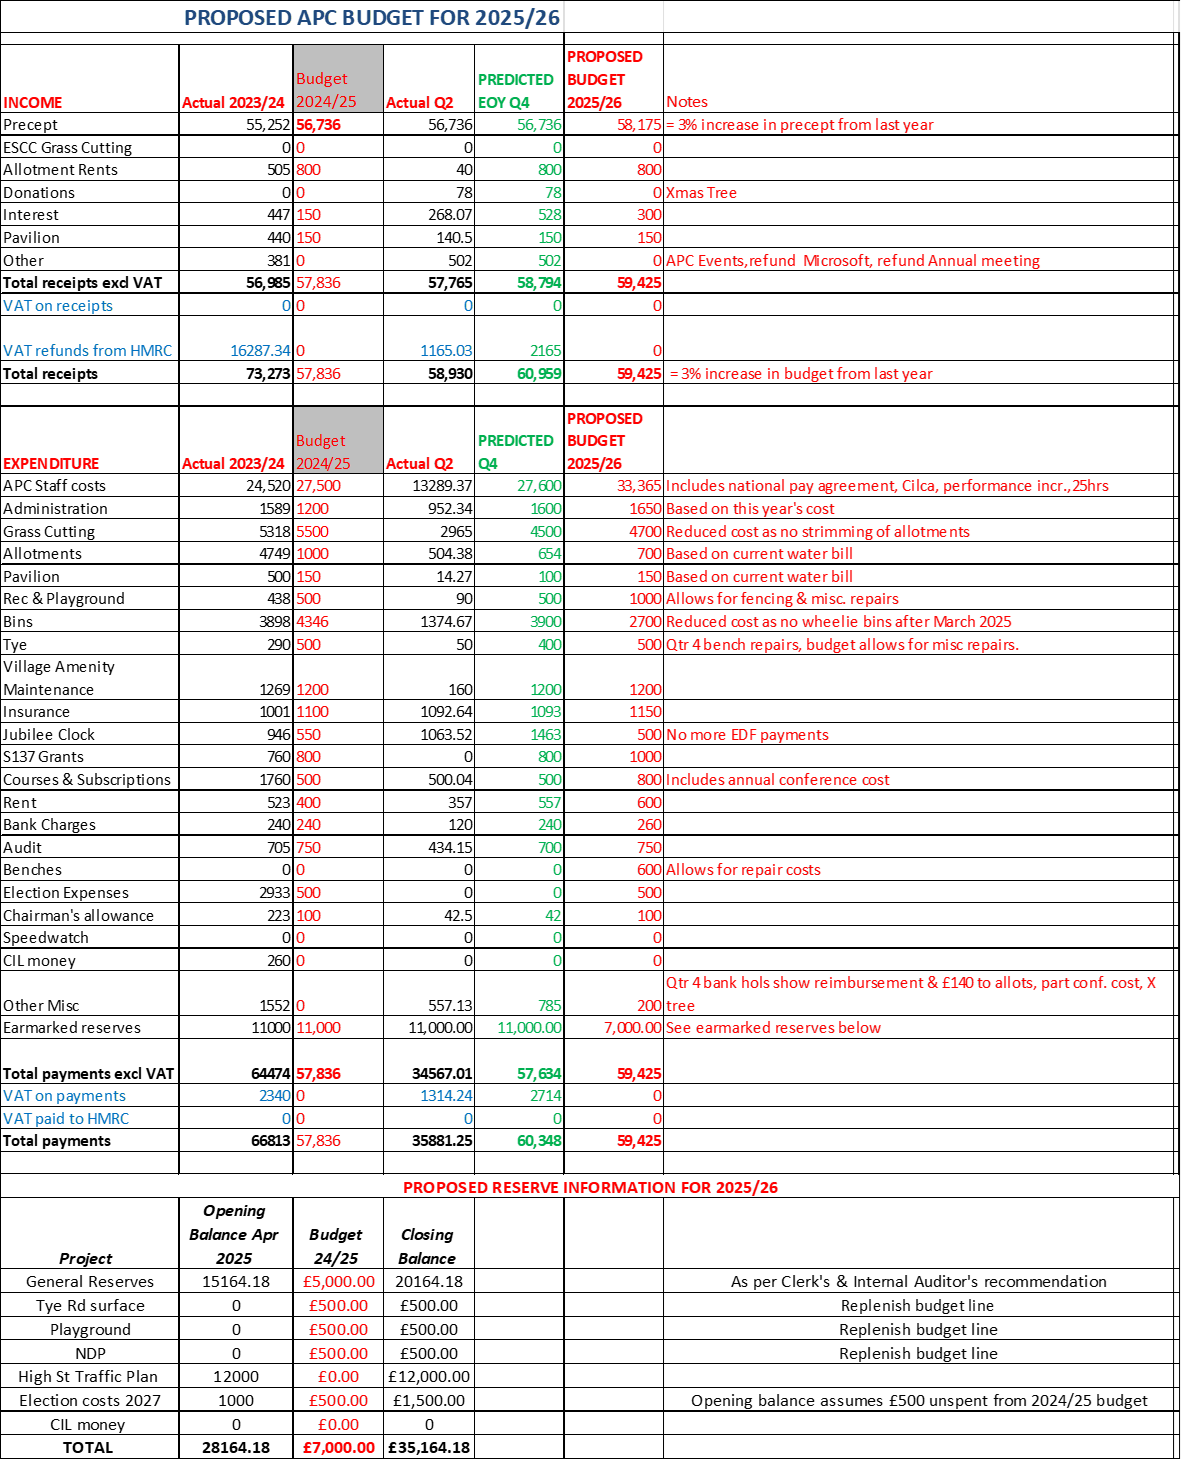 PROPOSED APC BUDGET FOR 2025/26
INCOME Actual 2023/24 Budget 2024/25 Actual Q2 PREDICTED EOY Q4 PROPOSED BUDGET 2025/26 Notes
Precept 55,252 56,736 56,736 56,736 58,175 = 3% increase in precept from last year
ESCC Grass Cutting 0 0 0 0 0
Allotment Rents 505 800 40 800 800
Donations 0 0 78 78 0 Xmas Tree
Interest 447 150 268.07 528 300
Pavilion 440 150 140.5 150 150
Other 381 0 502 502 0 APC Events,refund Microsoft, refund Annual meeting
Total receipts excl VAT 56,985 57,836 57,765 58,794 59,425
VAT on receipts 0 0 0 0 0
VAT refunds from HMRC 16287.34 0 1165.03 2165 0
Total receipts 73,273 57,836 58,930 60,959 59,425 = 3% increase in budget from last year
EXPENDITURE Actual 2023/24 Budget 2024/25 Actual Q2 PREDICTED Q4 PROPOSED BUDGET 2025/26
APC Staff costs 24,520 27,500 13289.37 27,600 33,365 Includes national pay agreement, Cilca, performance incr.,25hrs
Administration 1589 1200 952.34 1600 1650 Based on this year's cost
Grass Cutting 5318 5500 2965 4500 4700 Reduced cost as no strimming of allotments
Allotments 4749 1000 504.38 654 700 Based on current water bill
Pavilion 500 150 14.27 100 150 Based on current water bill
Rec & Playground 438 500 90 500 1000 Allows for fencing & misc. repairs
Bins 3898 4346 1374.67 3900 2700 Reduced cost as no wheelie bins after March 2025
Tye 290 500 50 400 500 Qtr 4 bench repairs, budget allows for misc repairs.
Village Amenity
Maintenance 1269 1200 160 1200 1200
Insurance 1001 1100 1092.64 1093 1150
Jubilee Clock 946 550 1063.52 1463 500 No more EDF payments
S137 Grants 760 800 0 800 1000
Courses & Subscriptions 1760 500 500.04 500 800 Includes annual conference cost
Rent 523 400 357 557 600
Bank Charges 240 240 120 240 260
Audit 705 750 434.15 700 750
Benches 0 0 0 0 600 Allows for repair costs
Election Expenses 2933 500 0 0 500
Chairman's allowance 223 100 42.5 42 100
Speedwatch 0 0 0 0 0
CIL money 260 0 0 0 0
Qtr 4 bank hols show reimbursement & £140 to allots, part conf. cost, X
Other Misc 1552 0 557.13 785 200 tree
Earmarked reserves 11000 11,000 11,000.00 11,000.00 7,000.00 See earmarked reserves below
Total payments excl VAT 64474 57,836 34567.01 57,634 59,425
VAT on payments 2340 0 1314.24 2714 0
VAT paid to HMRC 0 0 0 0 0
Total payments 66813 57,836 35881.25 60,348 59,425
PROPOSED RESERVE INFORMATION FOR 2025/26
Project Opening Balance Apr 2025 Budget 24/25 Closing Balance
General Reserves 15164.18 £5,000.00 20164.18 As per Clerk's & Internal Auditor's recommendation
Tye Rd surface 0 £500.00 £500.00 Replenish budget line
Playground 0 £500.00 £500.00 Replenish budget line
NDP 0 £500.00 £500.00 Replenish budget line
High St Traffic Plan 12000 £0.00 £12,000.00
Election costs 2027 1000 £500.00 £1,500.00 Opening balance assumes £500 unspent from 2024/25 budget
CIL money 0 £0.00 0
TOTAL 28164.18 £7,000.00 £35,164.18